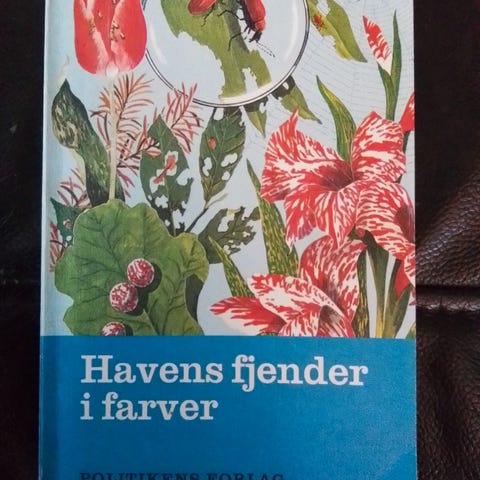 Havens fjender
i farver
POLITIKENS FORLAG